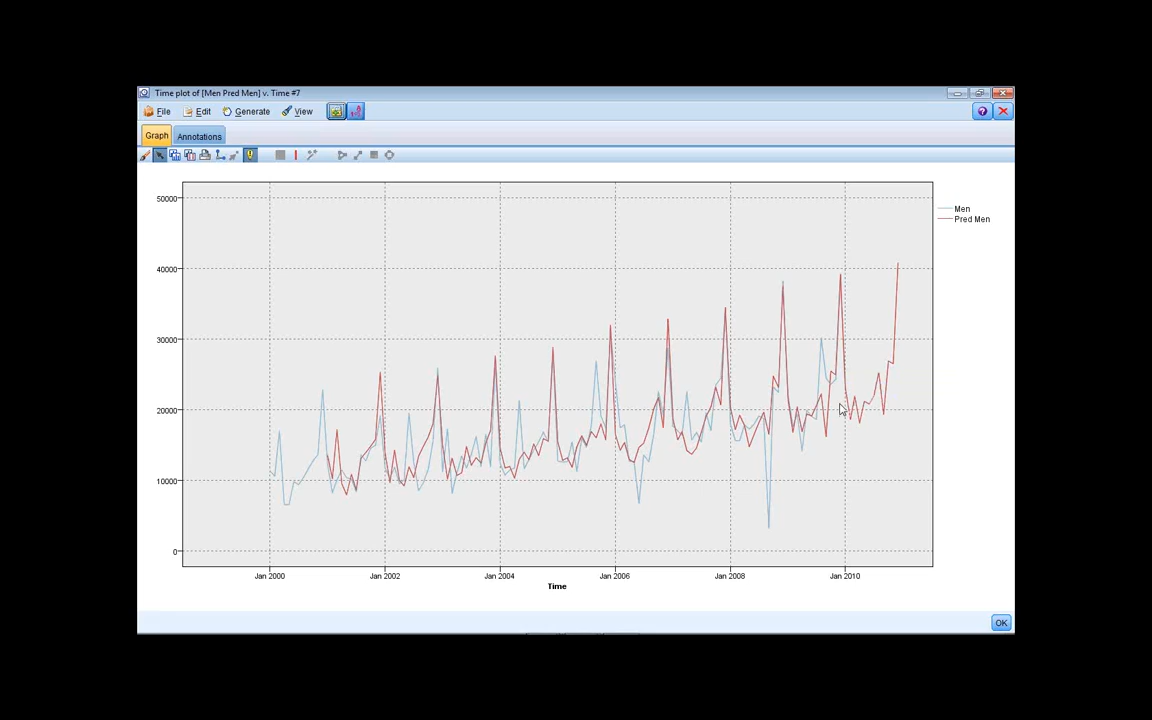 Time plot of [Men Pred Men] v. Time #7
File Edit Generate View
Graph Annotations
50000
40000
30000
20000
10000
0
Men
Pred Men
Jan 2000 Jan 2002 Jan 2004 Jan 2006 Jan 2008 Jan 2010
Time
OK